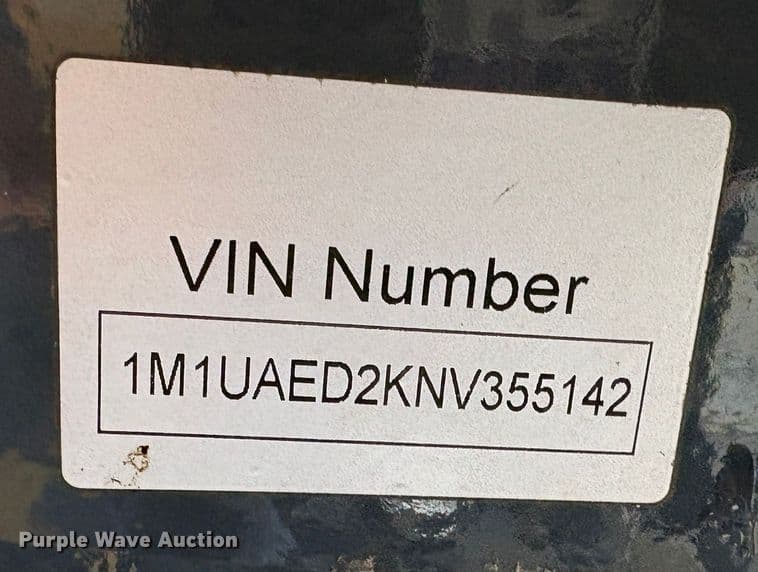 VIN Number
1M1UAED2KNV355142
Purple Wave Auction